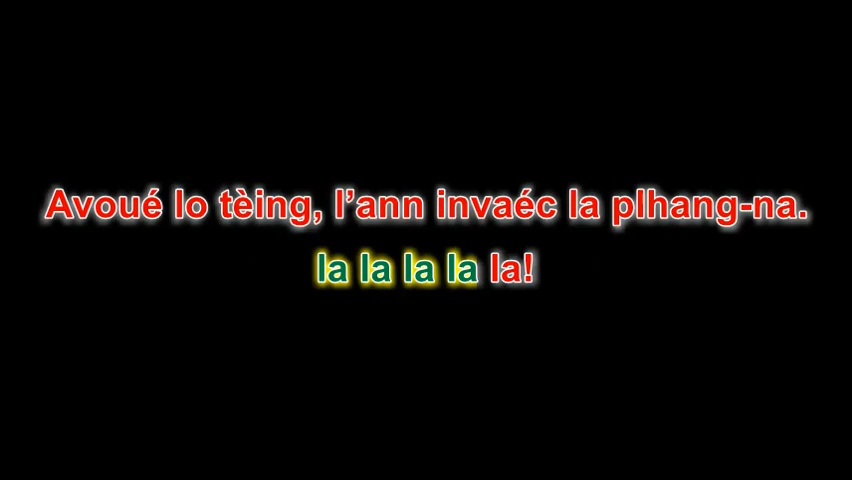 Avoué lo tèing, l’ann invaéc la plhang-na.
la la la la la!